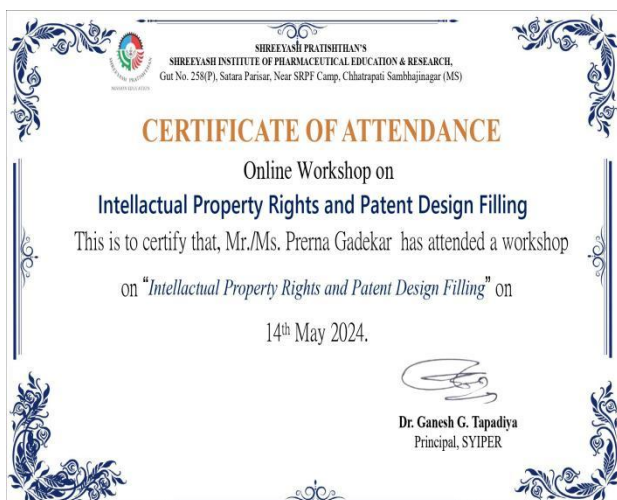 SHREEYASH PRATISHTHAN'S
SHREEYASH INSTITUTE OF PHARMACEUTICAL EDUCATION & RESEARCH,
Gut No. 258(P), Satara Parisar, Near SRPF Camp, Chhatrapati Sambhajinagar (MS)
SHREEYASH PRATISHTHAN
CERTIFICATE OF ATTENDANCE
Online Workshop on
Intellactual Property Rights and Patent Design Filling
This is to certify that, Mr./Ms. Prerna Gadekar has attended a workshop
on "Intellactual Property Rights and Patent Design Filling" on
14th May 2024.
Dr. Ganesh G. Tapadiya
Principal, SYIPER